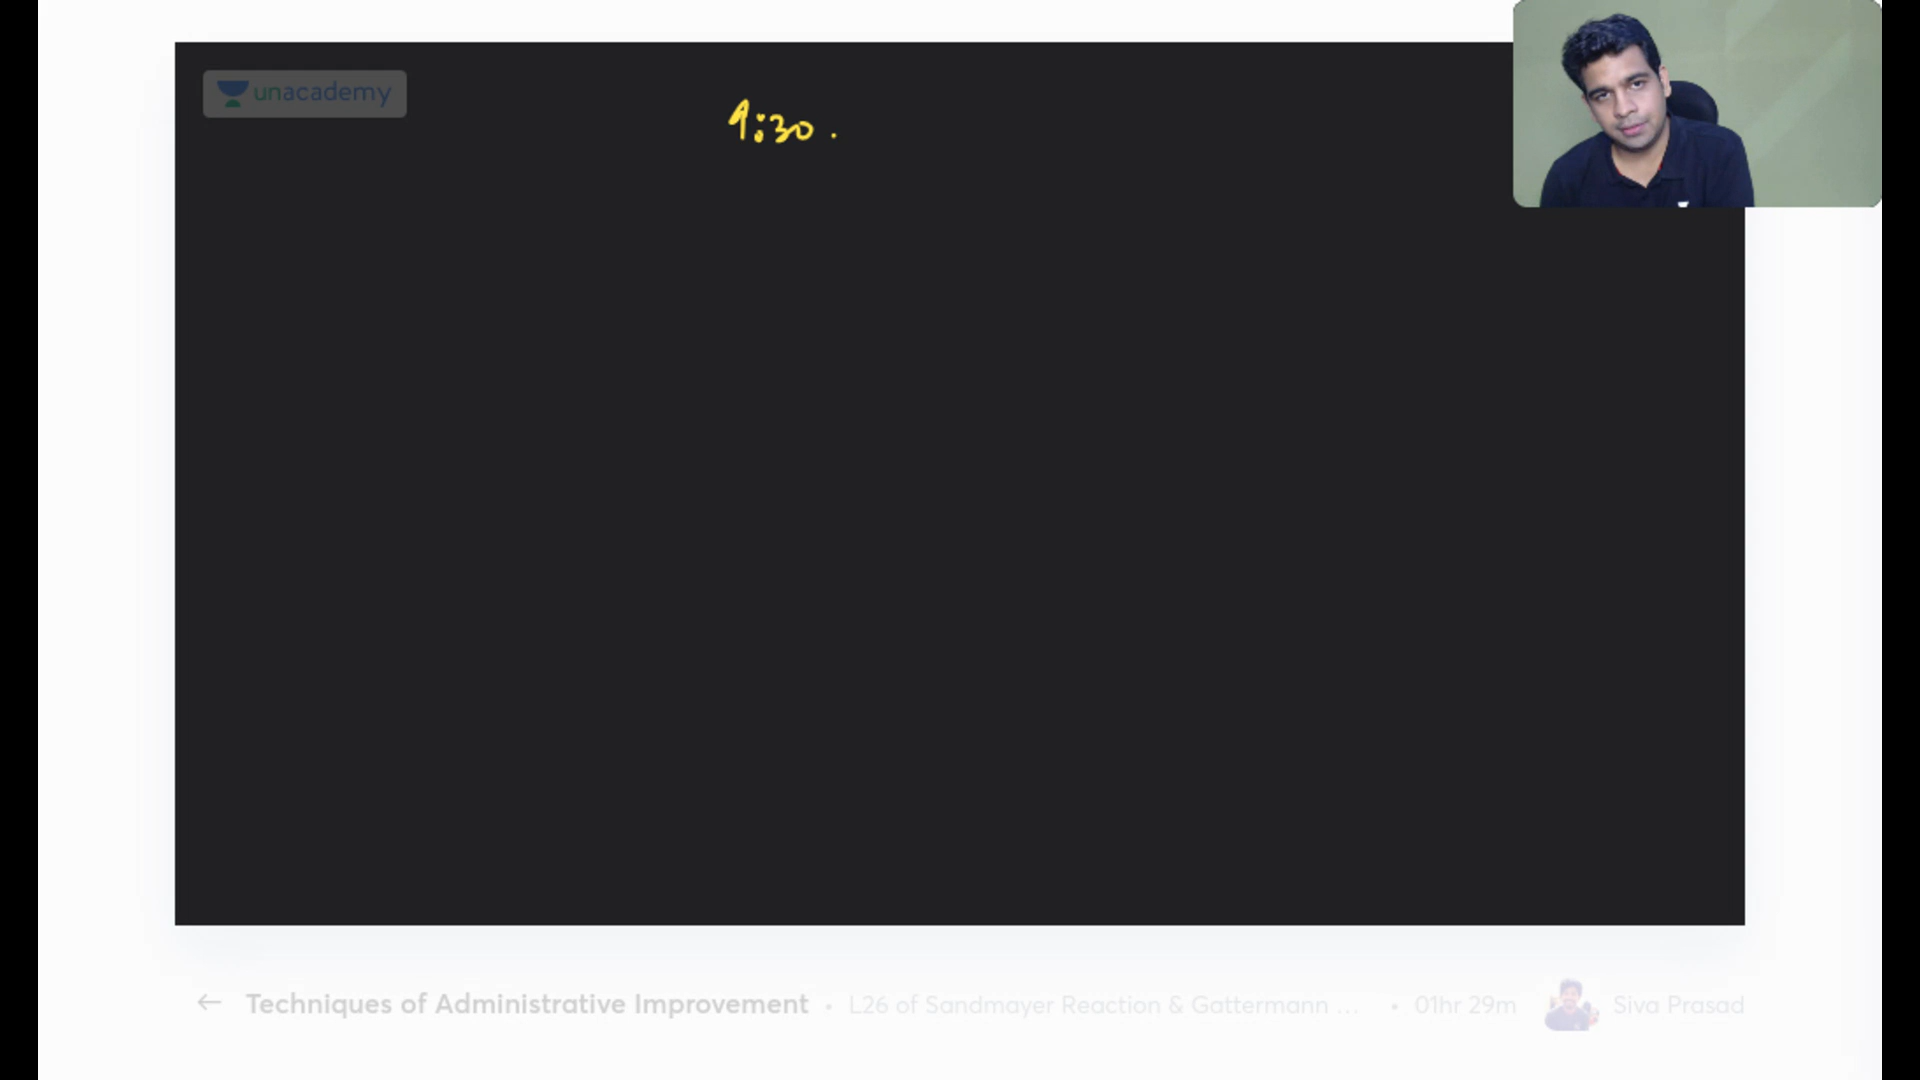 unacademy
9:30 .
Techniques of Administrative Improvement • L26 of Sandmayer Reaction & Gattermann ... • 01hr 29m Siva Prasad